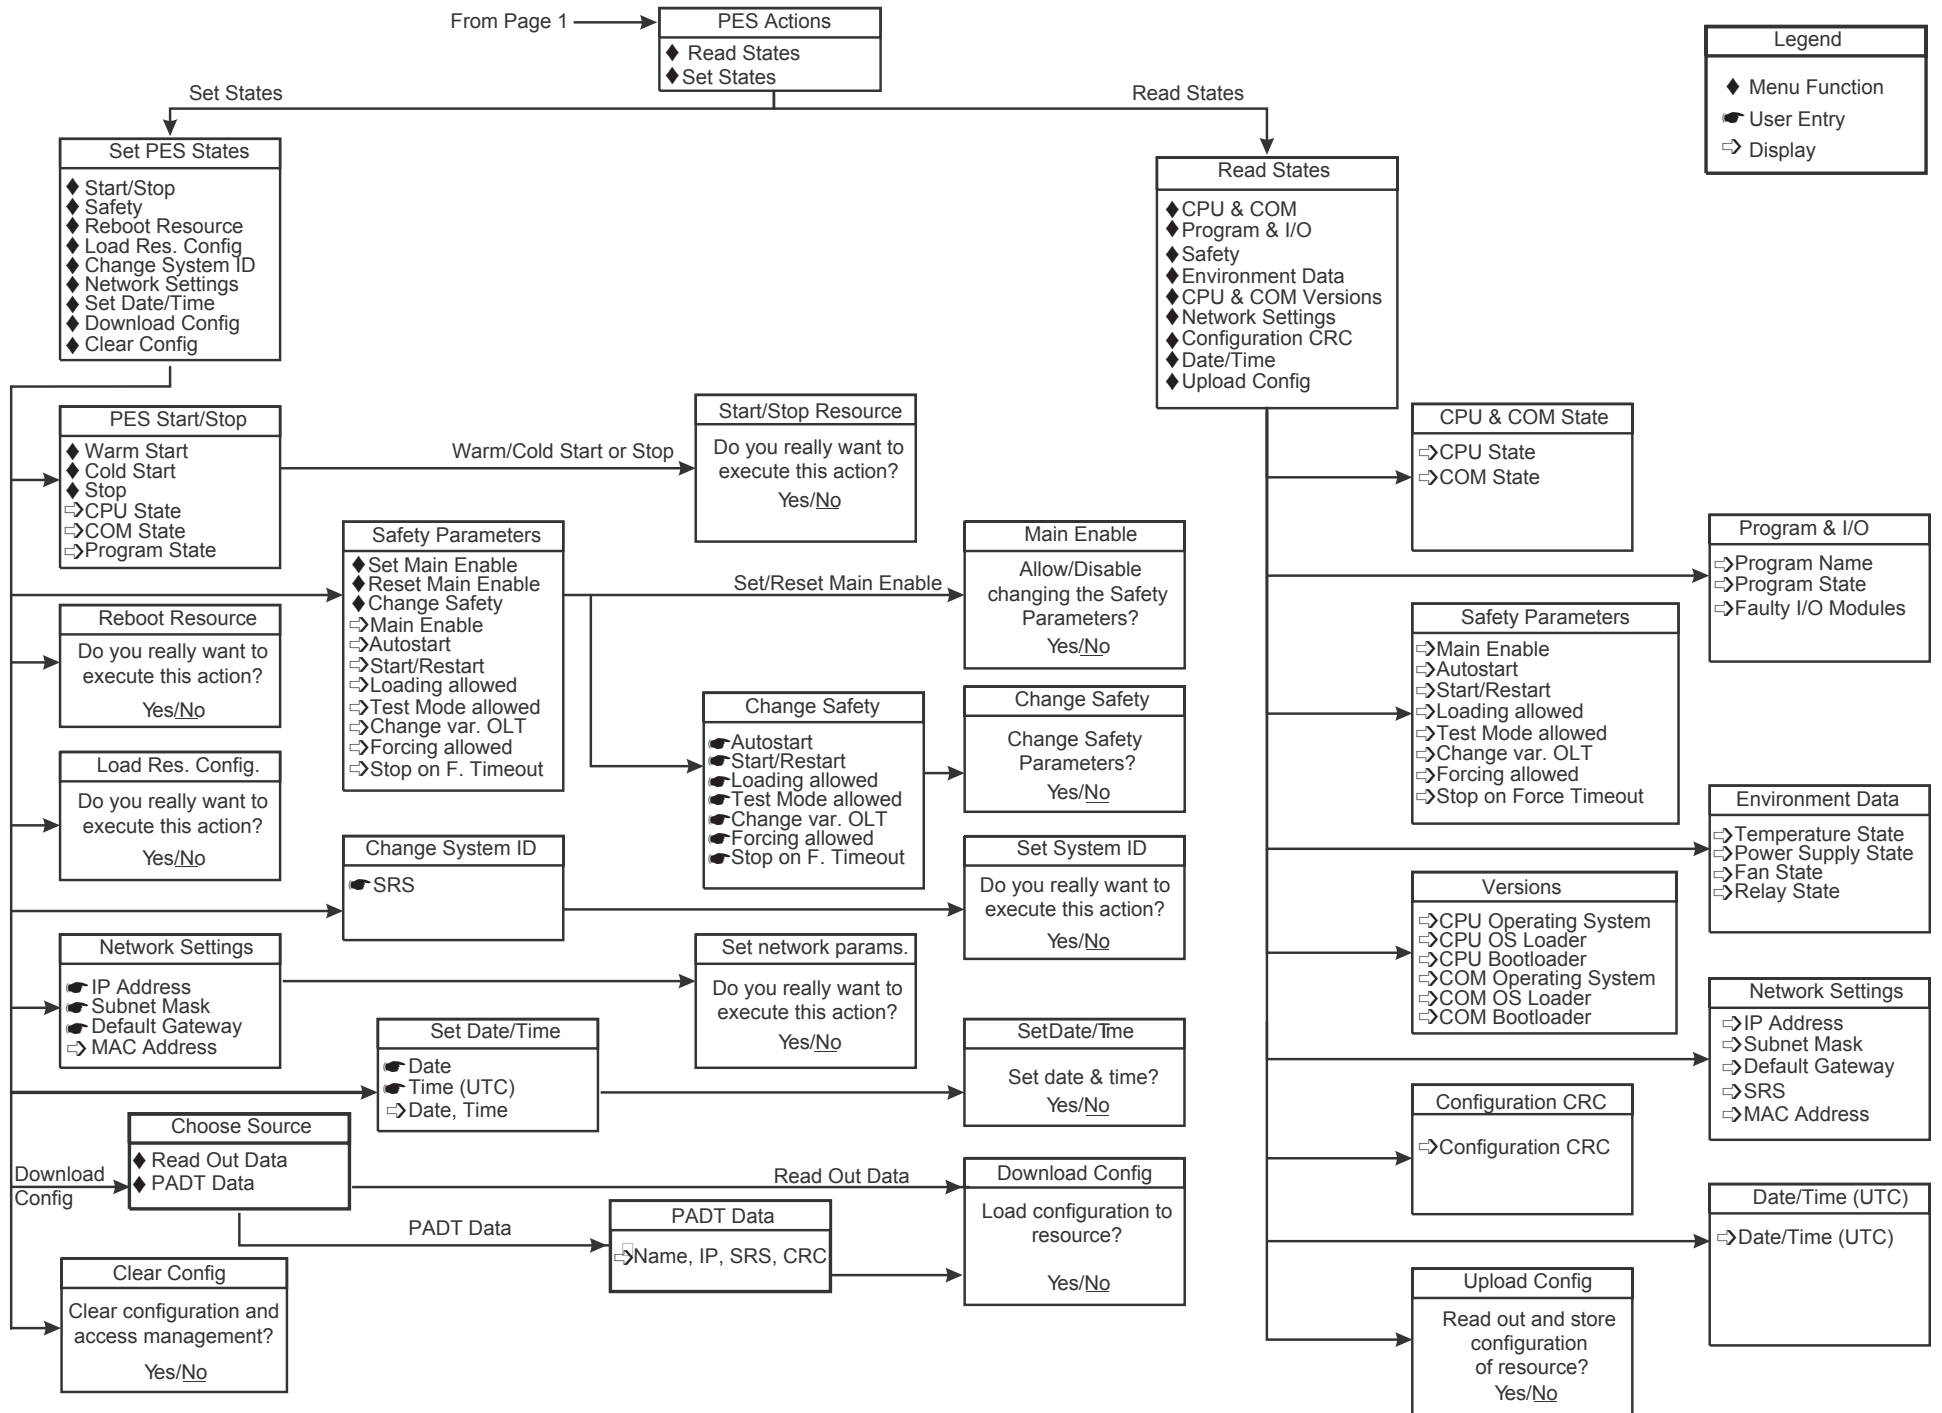 From Page 1
PES Actions
Read States
Set States
Legend
Menu Function
User Entry
Display
Set States
Read States
Set PES States
Start/Stop
Safety
Reboot Resource
Load Res. Config
Change System ID
Network Settings
Set Date/Time
Download Config
Clear Config
Read States
CPU & COM
Program & I/O
Safety
Environment Data
CPU & COM Versions
Network Settings
Configuration CRC
Date/Time
Upload Config
PES Start/Stop
Warm Start
Cold Start
Stop
CPU State
COM State
Program State
Warm/Cold Start or Stop
Start/Stop Resource
Do you really want to
execute this action?
Yes/No
Safety Parameters
Set Main Enable
Reset Main Enable
Change Safety
Main Enable
Autostart
Start/Restart
Loading allowed
Test Mode allowed
Change var. OLT
Forcing allowed
Stop on F. Timeout
Set/Reset Main Enable
Main Enable
Allow/Disable
changing the Safety
Parameters?
Yes/No
Reboot Resource
Do you really want to
execute this action?
Yes/No
Change Safety
Autostart
Start/Restart
Loading allowed
Test Mode allowed
Change var. OLT
Forcing allowed
Stop on F. Timeout
Change Safety
Change Safety
Parameters?
Yes/No
Load Res. Config.
Do you really want to
execute this action?
Yes/No
Change System ID
SRS
Set System ID
Do you really want to
execute this action?
Yes/No
Network Settings
IP Address
Subnet Mask
Default Gateway
MAC Address
Set network params.
Do you really want to
execute this action?
Yes/No
Set Date/Time
Date
Time (UTC)
Date, Time
SetDate/Time
Set date & time?
Yes/No
Download
Config
Choose Source
Read Out Data
PADT Data
Read Out Data
Download Config
Load configuration to
resource?
Yes/No
PADT Data
PADT Data
Name, IP, SRS, CRC
Clear Config
Clear configuration and
access management?
Yes/No
CPU & COM State
CPU State
COM State
Program & I/O
Program Name
Program State
Faulty I/O Modules
Safety Parameters
Main Enable
Autostart
Start/Restart
Loading allowed
Test Mode allowed
Change var. OLT
Forcing allowed
Stop on Force Timeout
Environment Data
Temperature State
Power Supply State
Fan State
Relay State
Versions
CPU Operating System
CPU OS Loader
CPU Bootloader
COM Operating System
COM OS Loader
COM Bootloader
Network Settings
IP Address
Subnet Mask
Default Gateway
SRS
MAC Address
Configuration CRC
Configuration CRC
Date/Time (UTC)
Date/Time (UTC)
Upload Config
Read out and store
configuration
of resource?
Yes/No